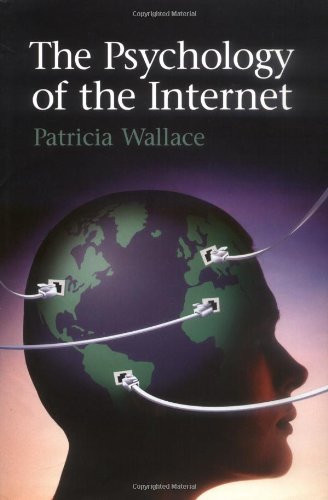 The Psychology
of the Internet
Patricia Wallace